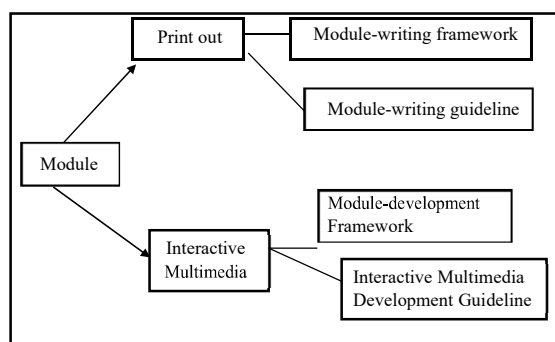 Print out
Module-writing framework
Module-writing guideline
Module
Module-development
Framework
Interactive
Multimedia
Interactive Multimedia
Development Guideline